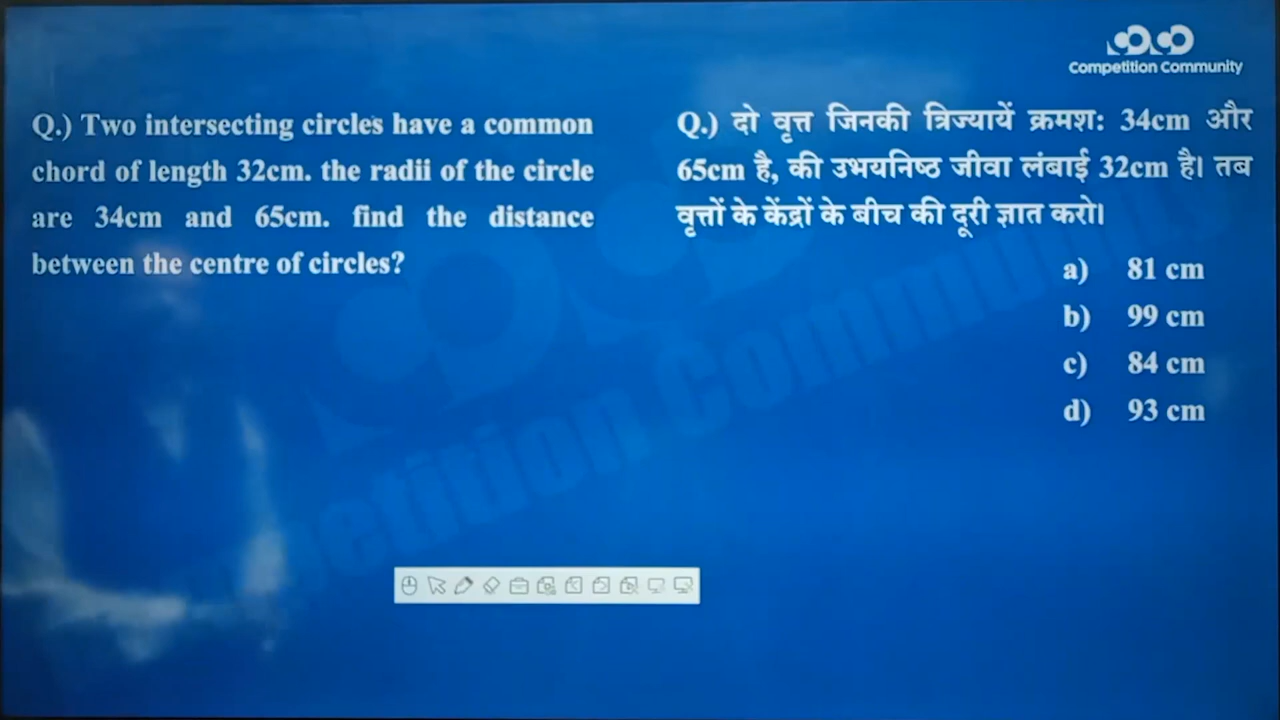 Competition Community
Q.) Two intersecting circles have a common
chord of length 32cm. the radii of the circle
are 34cm and 65cm. find the distance
between the centre of circles?
Q.) दो वृत्त जिनकी त्रिज्यायें क्रमश: 34cm और
65cm है, की उभयनिष्ठ जीवा लंबाई 32cm है। तब
वृत्तों के केंद्रों के बीच की दूरी ज्ञात करो।
a) 81 cm
b) 99 cm
c) 84 cm
d) 93 cm
Competition Community